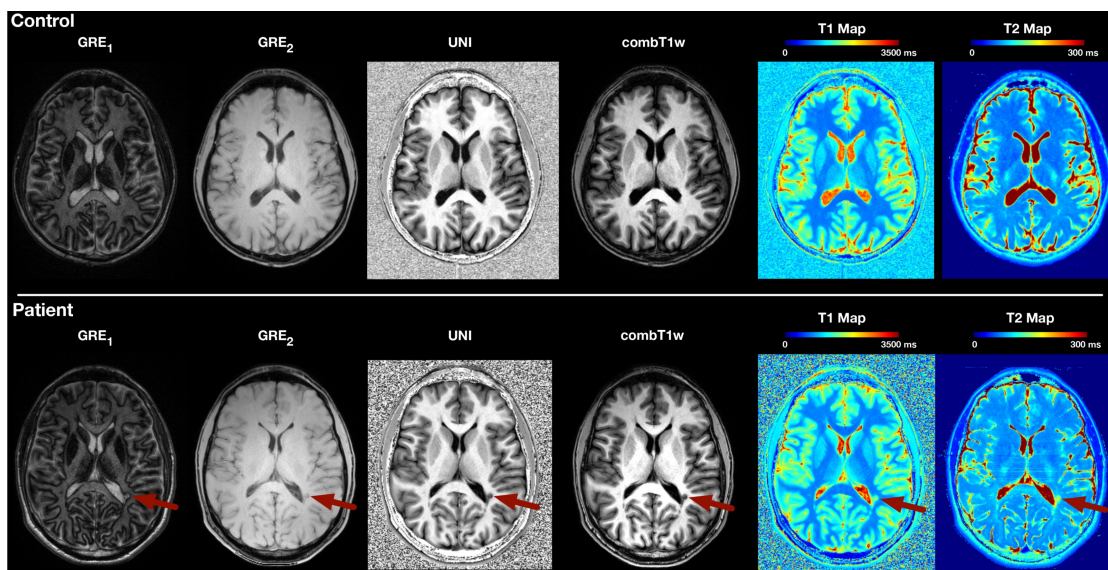 Control
GRE₁ GRE₂ UNI combT1w T1 Map T2 Map
0 3500 ms 0 300 ms
Patient
GRE₁ GRE₂ UNI combT1w T1 Map T2 Map
0 3500 ms 0 300 ms